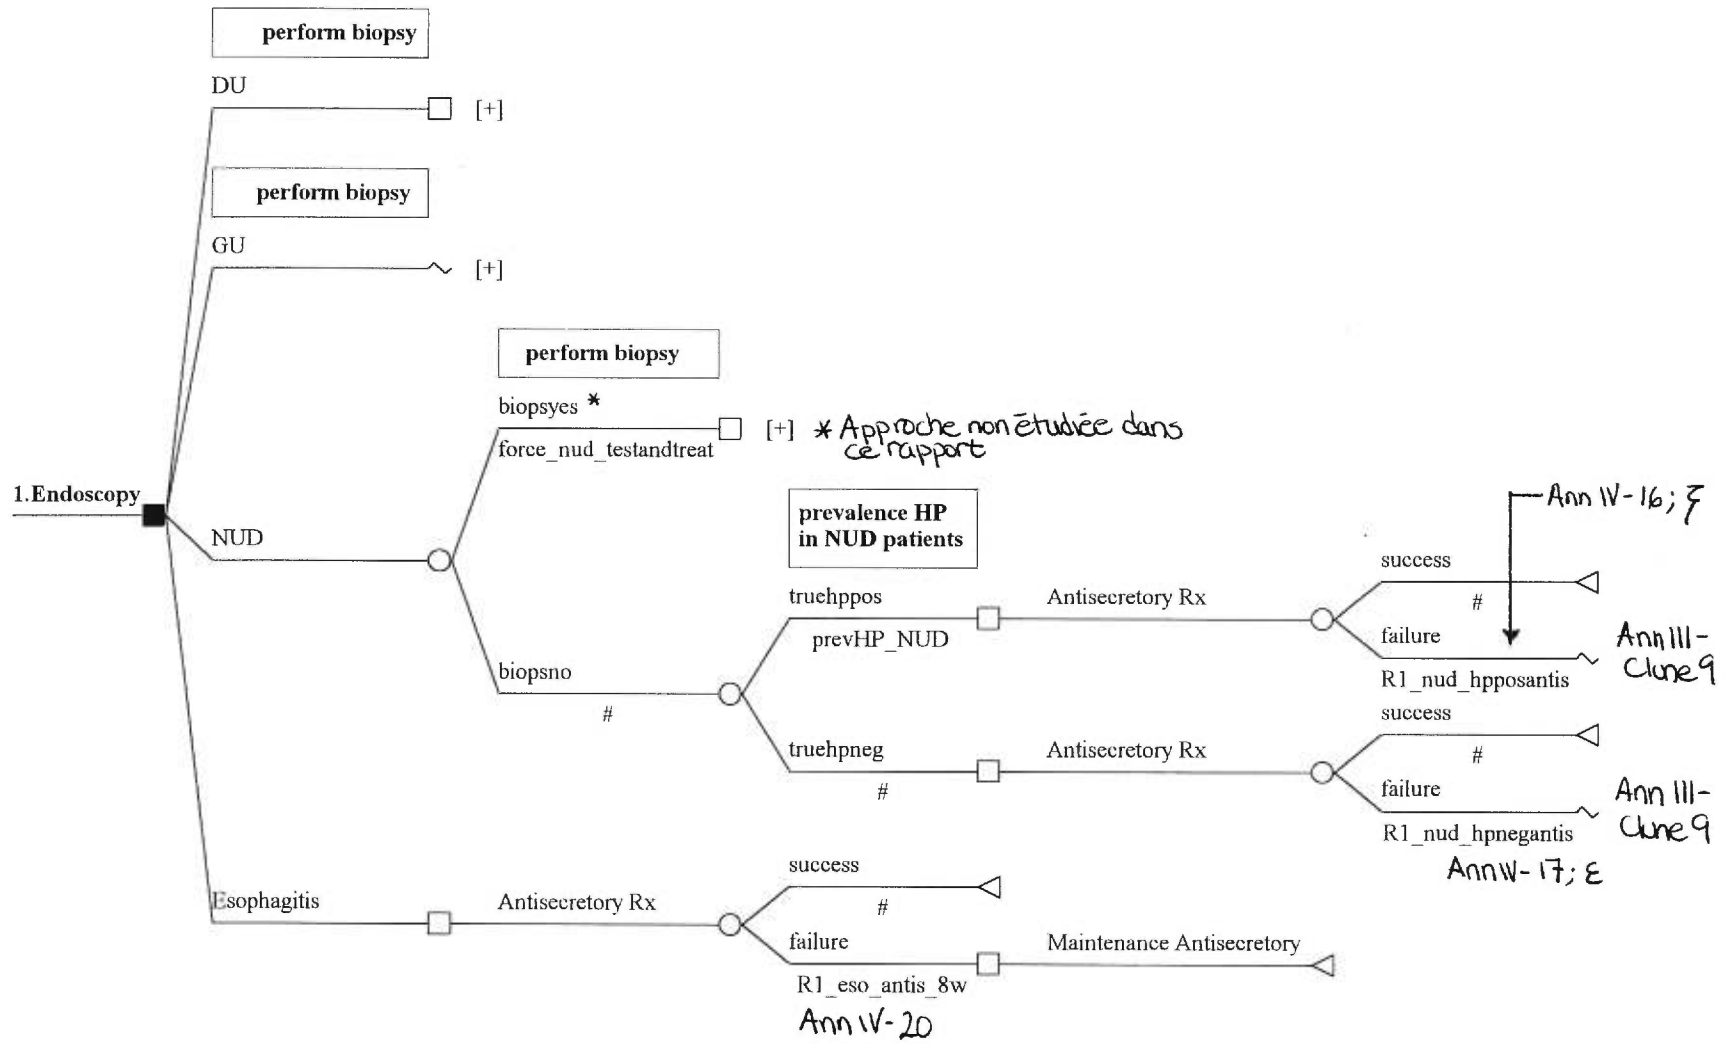 perform biopsy
DU
[+]
perform biopsy
GU
[+]
perform biopsy
biopsyes *
[+] * Approche non étudiée dans
ce rapport
force_nud_testandtreat
1.Endoscopy
prevalence HP
in NUD patients
Ann IV-16; ξ
NUD
success
#
truehppos
Antisecretory Rx
prevHP_NUD
failure
Ann III-
Clone 9
R1_nud_hpposantis
biopsno
#
success
#
truehpneg
Antisecretory Rx
#
failure
Ann III-
Clone 9
R1_nud_hpnegantis
Ann IV-17; ε
success
#
Esophagitis
Antisecretory Rx
failure
Maintenance Antisecretory
R1_eso_antis_8w
Ann IV-20